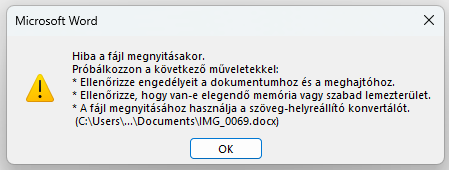 Microsoft Word
Hiba a fájl megnyitásakor.
Próbálkozzon a következő műveletekkel:
* Ellenőrizze engedélyeit a dokumentumhoz és a meghajtóhoz.
* Ellenőrizze, hogy van-e elegendő memória vagy szabad lemezterület.
* A fájl megnyitásához használja a szöveg-helyreállító konvertálót.
(C:\Users\...\Documents\IMG_0069.docx)
OK